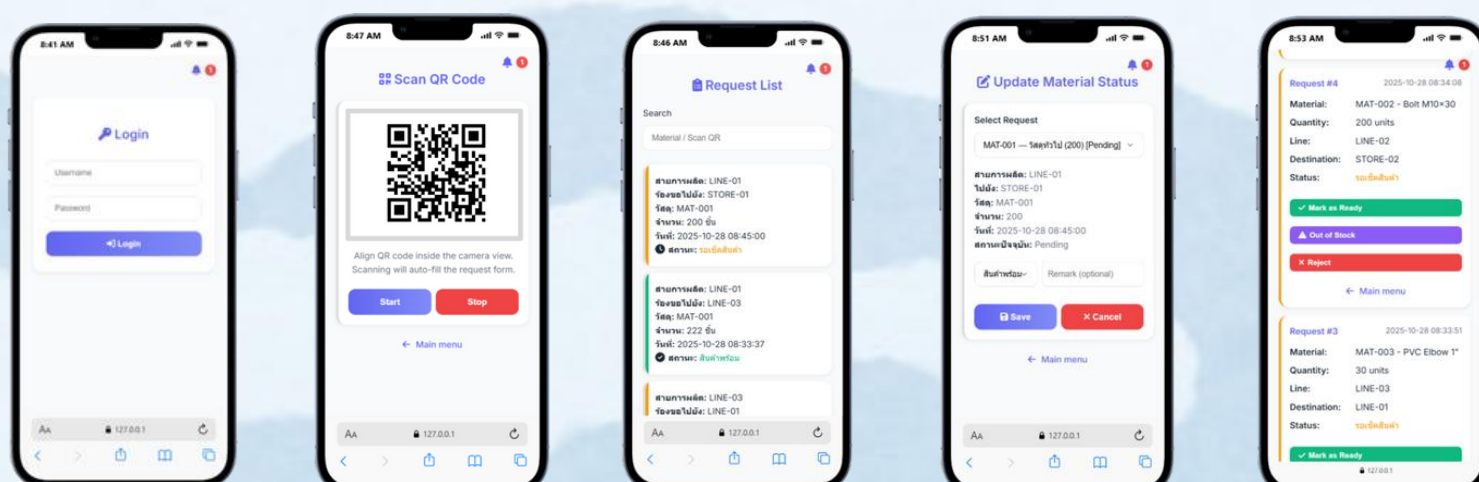 8:41 AM
1
Login
Username
Password
Login
AA 127.0.0.1
8:47 AM
1
Scan QR Code
Align QR code inside the camera view.
Scanning will auto-fill the request form.
Start Stop
← Main menu
AA 127.0.0.1
8:46 AM
1
Request List
Search
Material / Scan QR
สายการผลิต: LINE-01
ร้องขอไปยัง: STORE-01
วัสดุ: MAT-001
จำนวน: 200 ชิ้น
วันที่: 2025-10-28 08:45:00
สถานะ: รอเช็คสินค้า
สายการผลิต: LINE-01
ร้องขอไปยัง: LINE-03
วัสดุ: MAT-001
จำนวน: 222 ชิ้น
วันที่: 2025-10-28 08:33:37
สถานะ: สินค้าพร้อม
สายการผลิต: LINE-03
ร้องขอไปยัง: LINE-01
AA 127.0.0.1
8:51 AM
1
Update Material Status
Select Request
MAT-001 — วัสดุทั่วไป (200) [Pending]
สายการผลิต: LINE-01
ไปยัง: STORE-01
วัสดุ: MAT-001
จำนวน: 200
วันที่: 2025-10-28 08:45:00
สถานะปัจจุบัน: Pending
สินค้าพร้อม Remark (optional)
Save × Cancel
← Main menu
AA 127.0.0.1
8:53 AM
1
Request #4 2025-10-28 08:34:08
Material: MAT-002 - Bolt M10×30
Quantity: 200 units
Line: LINE-02
Destination: STORE-02
Status: รอเช็คสินค้า
✓ Mark as Ready
Out of Stock
× Reject
← Main menu
Request #3 2025-10-28 08:33:51
Material: MAT-003 - PVC Elbow 1"
Quantity: 30 units
Line: LINE-03
Destination: LINE-01
Status: รอเช็คสินค้า
✓ Mark as Ready
127.0.0.1